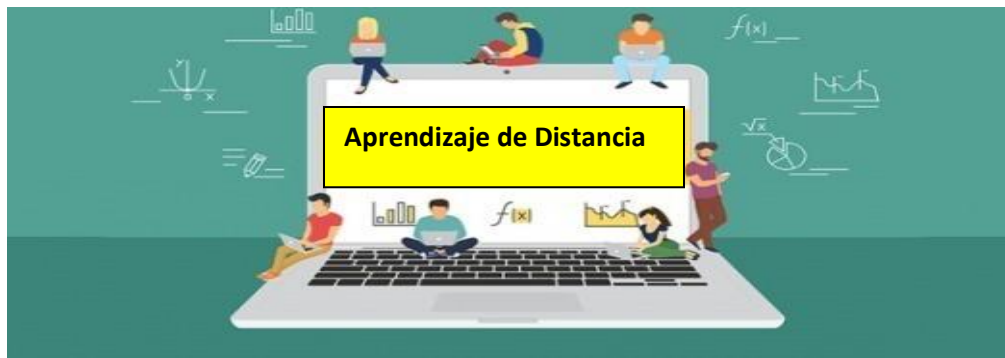 f(x)
y
x
√x
Aprendizaje de Distancia
f(x)